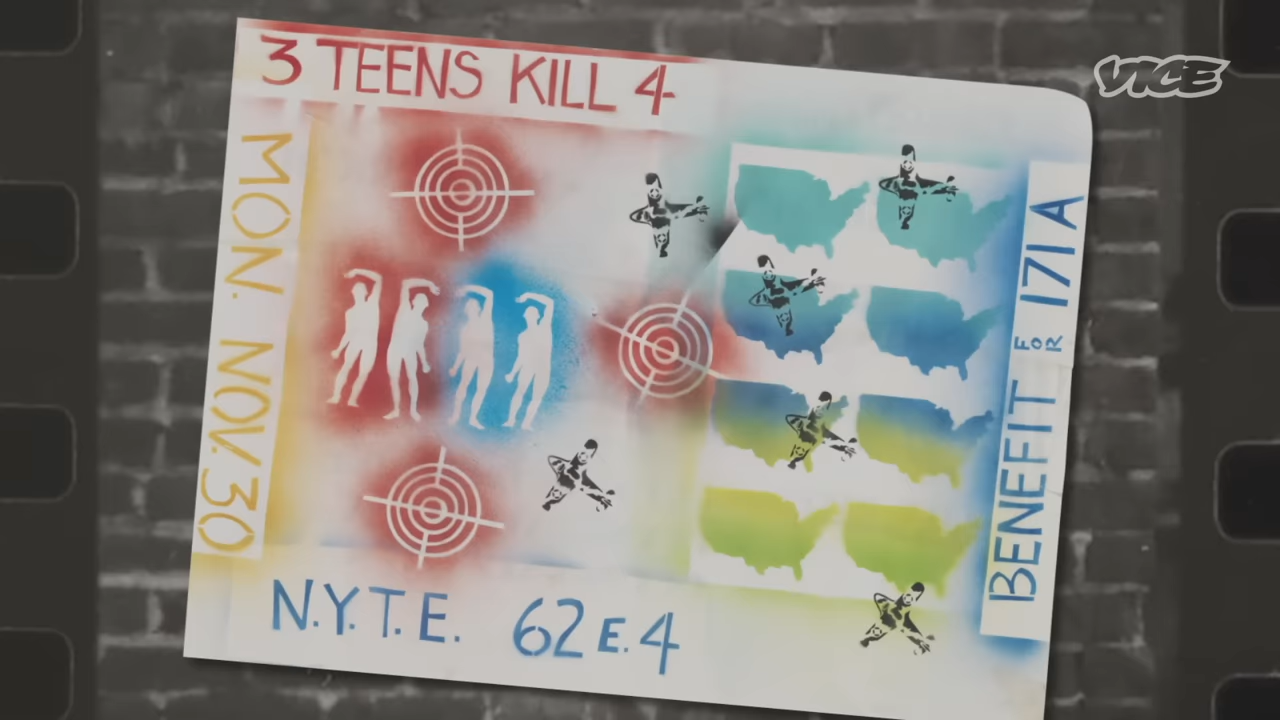 3 TEENS KILL 4
MON. NOV. 30
BENEFIT FOR 171A
N.Y.T.E. 62 E. 4
VICE